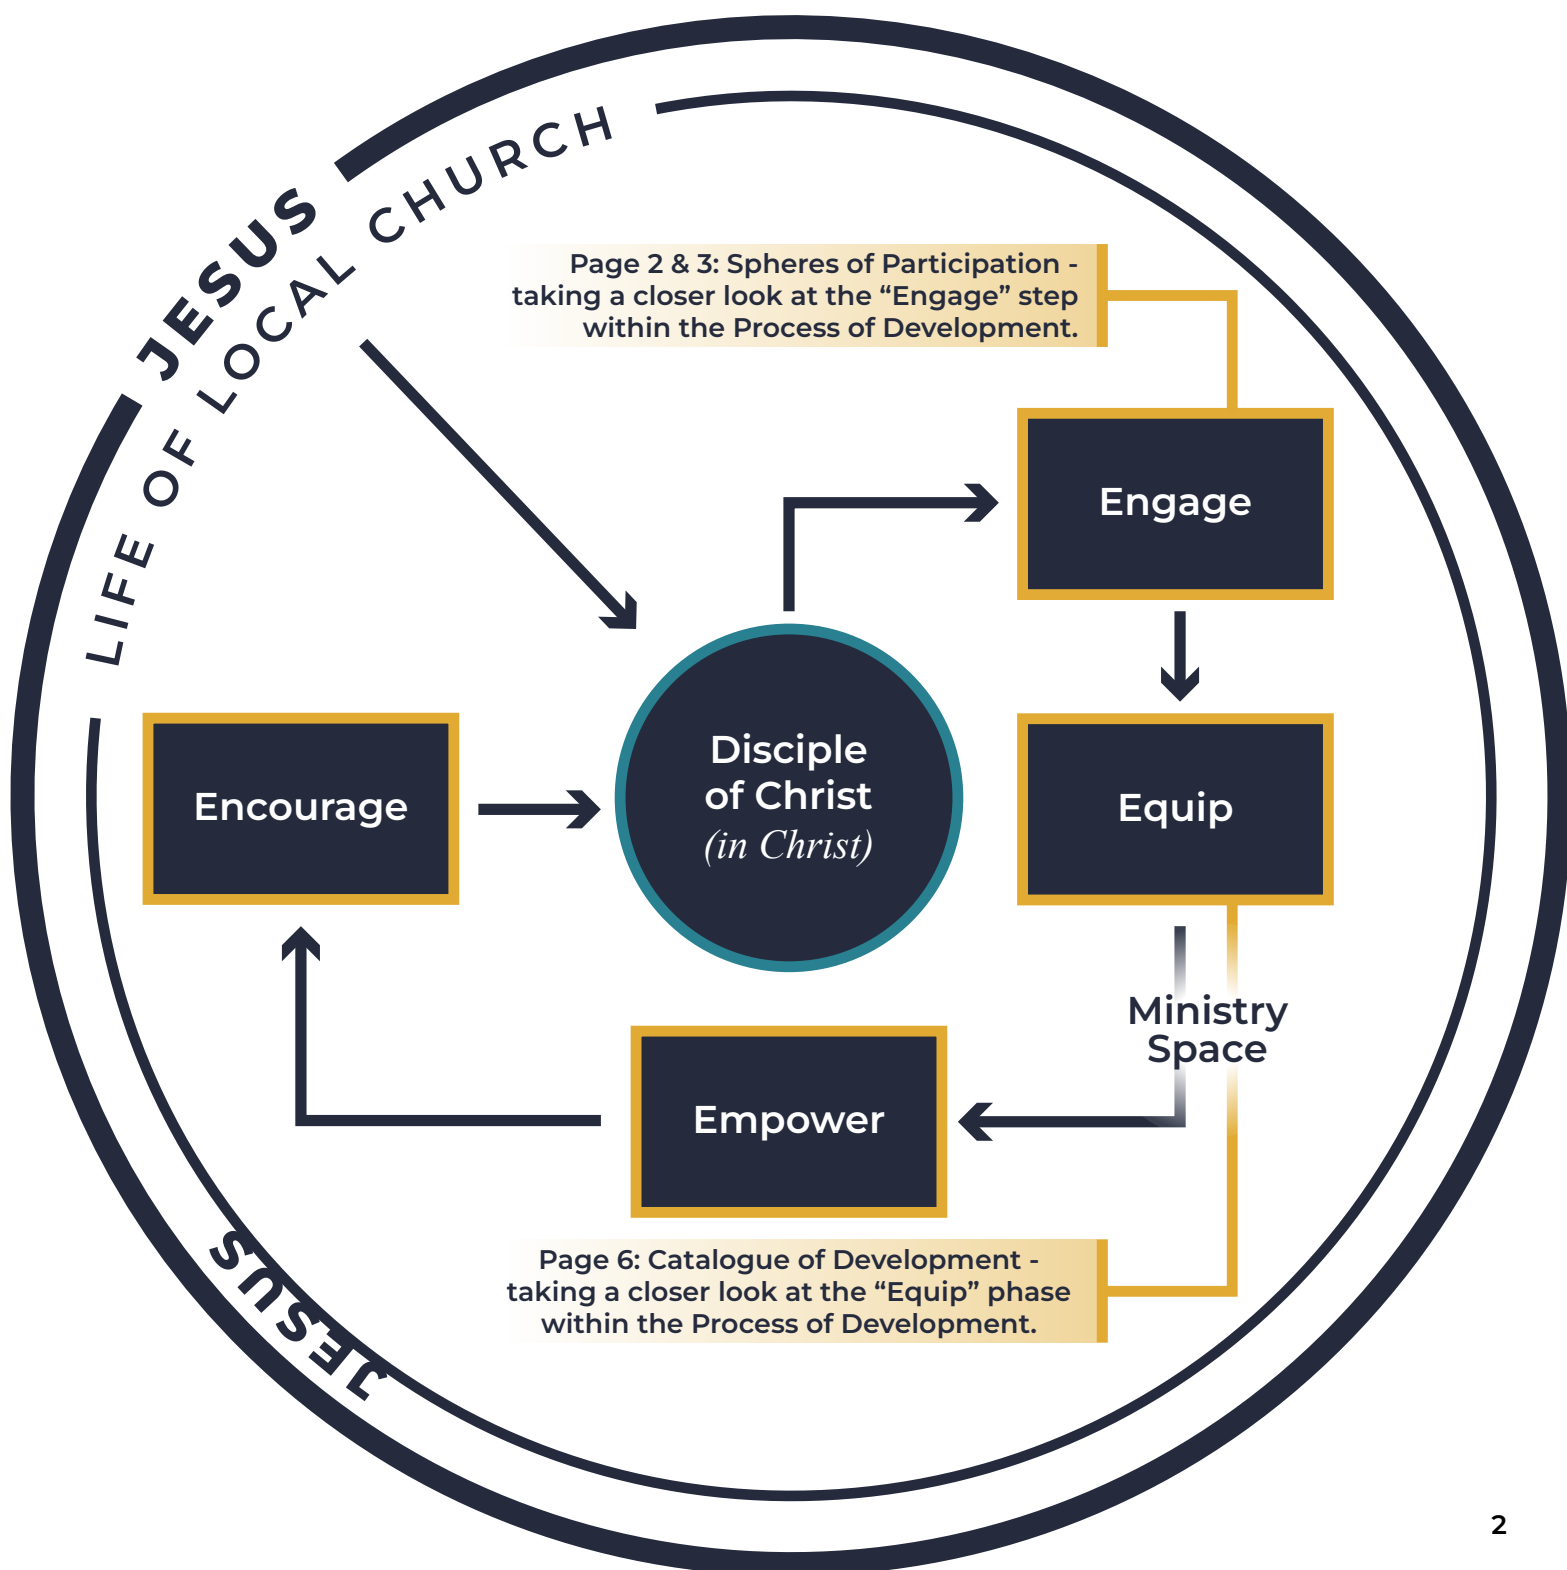 JESUS
LIFE OF LOCAL CHURCH
Page 2 & 3: Spheres of Participation -
taking a closer look at the “Engage” step
within the Process of Development.
Engage
Disciple
of Christ
(in Christ)
Encourage
Equip
Ministry
Space
Empower
Page 6: Catalogue of Development -
taking a closer look at the “Equip” phase
within the Process of Development.
JESUS
2